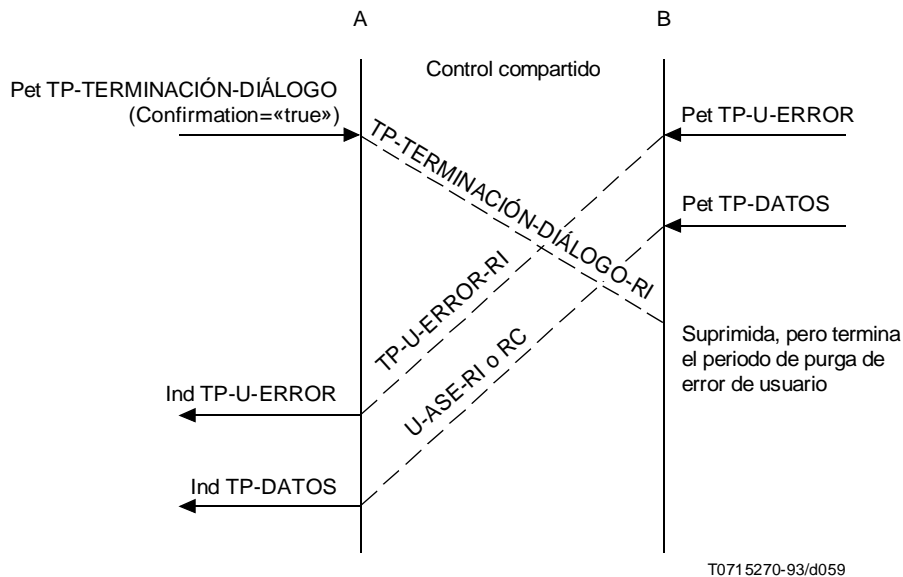 A
B
Control compartido
Pet TP-TERMINACIÓN-DIÁLOGO
(Confirmation=«true»)
Pet TP-U-ERROR
TP-TERMINACIÓN-DIÁLOGO-RI
Pet TP-DATOS
TP-U-ERROR-RI
U-ASE-RI o RC
Suprimida, pero termina
el periodo de purga de
error de usuario
Ind TP-U-ERROR
Ind TP-DATOS
T0715270-93/d059